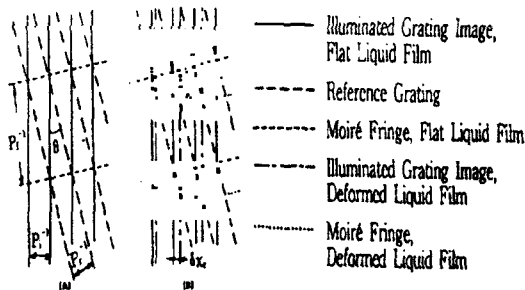 Illuminated Grating Image,
Flat Liquid Film
Reference Grating
Moiré Fringe, Flat Liquid Film
Illuminated Grating Image,
Deformed Liquid Film
Moiré Fringe,
Deformed Liquid Film
θ